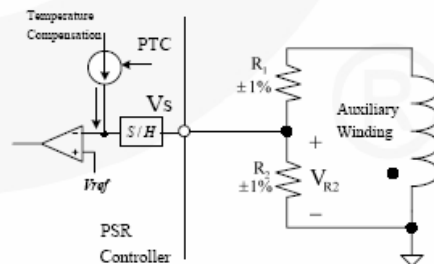 Temperature
Compensation
PTC
Vs
S/H
-
+
Vref
PSR
Controller
R1
±1%
R2
±1%
+
VR2
−
Auxiliary
Winding
R